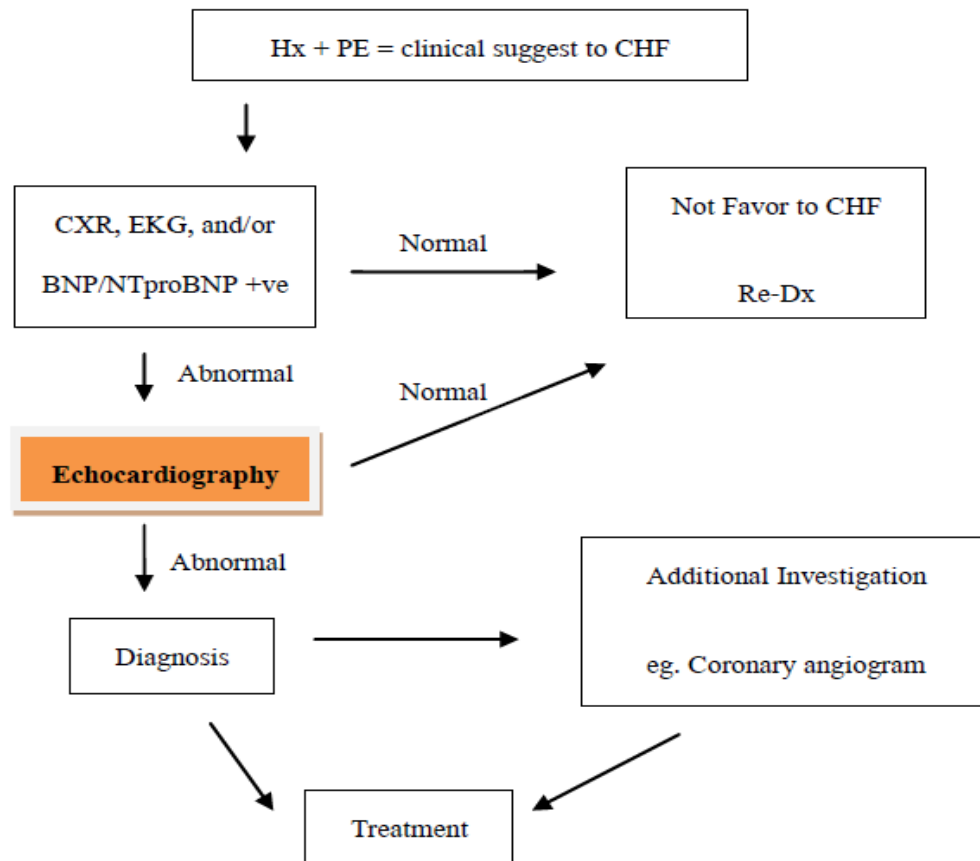 Hx + PE = clinical suggest to CHF
CXR, EKG, and/or
BNP/NTproBNP +ve
Normal
Not Favor to CHF
Re-Dx
Abnormal
Normal
Echocardiography
Abnormal
Diagnosis
Additional Investigation
eg. Coronary angiogram
Treatment